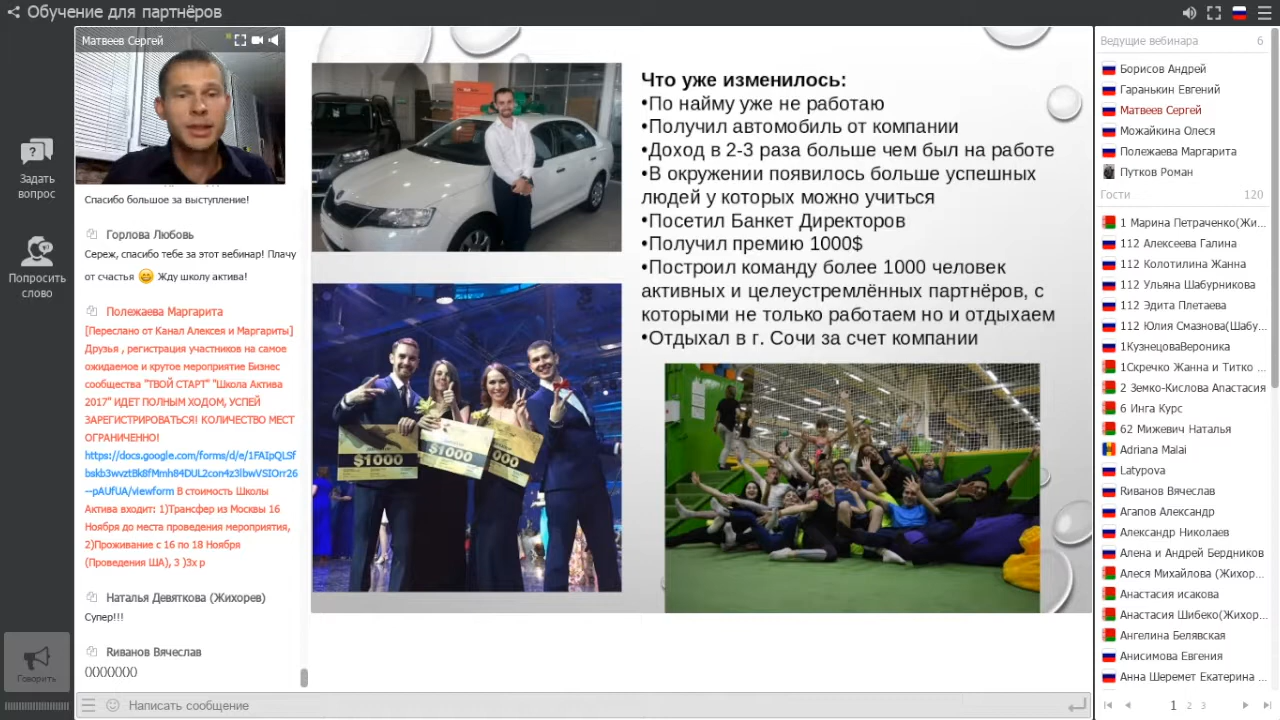 Обучение для партнёров
Матвеев Сергей
Задать
вопрос
Попросить
слово
Говорить
Спасибо большое за выступление!
Горлова Любовь
Сереж, спасибо тебе за этот вебинар! Плачу
от счастья Жду школу актива!
Полежаева Маргарита
[Переслано от Канал Алексея и Маргариты]
Друзья , регистрация участников на самое
ожидаемое и крутое мероприятие Бизнес
сообщества "ТВОЙ СТАРТ" "Школа Актива
2017" ИДЕТ ПОЛНЫМ ХОДОМ, УСПЕЙ
ЗАРЕГИСТРИРОВАТЬСЯ! КОЛИЧЕСТВО МЕСТ
ОГРАНИЧЕННО!
https://docs.google.com/forms/d/e/1FAIpQLSf
bskb3wvztBk8fMmh84DUL2con4z3lbwVSIOrr26
--pAUfUA/viewform В стоимость Школы
Актива входит: 1)Трансфер из Москвы 16
Ноября до места проведения мероприятия,
2)Проживание с 16 по 18 Ноября
(Проведения ША), 3 )3х р
Наталья Девяткова (Жихорев)
Супер!!!
Rиванов Вячеслав
()()()()()()()()
Написать сообщение
Что уже изменилось:
•По найму уже не работаю
•Получил автомобиль от компании
•Доход в 2-3 раза больше чем был на работе
•В окружении появилось больше успешных
людей у которых можно учиться
•Посетил Банкет Директоров
•Получил премию 1000$
•Построил команду более 1000 человек
активных и целеустремлённых партнёров, с
которыми не только работаем но и отдыхаем
•Отдыхал в г. Сочи за счет компании
$1000
$1000
000
Ведущие вебинара 6
Борисов Андрей
Гаранькин Евгений
Матвеев Сергей
Можайкина Олеся
Полежаева Маргарита
Путков Роман
Гости 120
1 Марина Петраченко(Жи...
112 Алексеева Галина
112 Колотилина Жанна
112 Ульяна Шабурникова
112 Эдита Плетаева
112 Юлия Смазнова(Шабу...
1КузнецоваВероника
1Скречко Жанна и Титко ...
2 Земко-Кислова Апастасия
6 Инга Курс
62 Мижевич Наталья
Adriana Malai
Latypova
Rиванов Вячеслав
Агапов Александр
Александр Николаев
Алена и Андрей Бердников
Алеся Михайлова (Жихор...
Анастасия исакова
Анастасия Шибеко(Жихор...
Ангелина Белявская
Анисимова Евгения
Анна Шеремет Екатерина ...
1 2 3